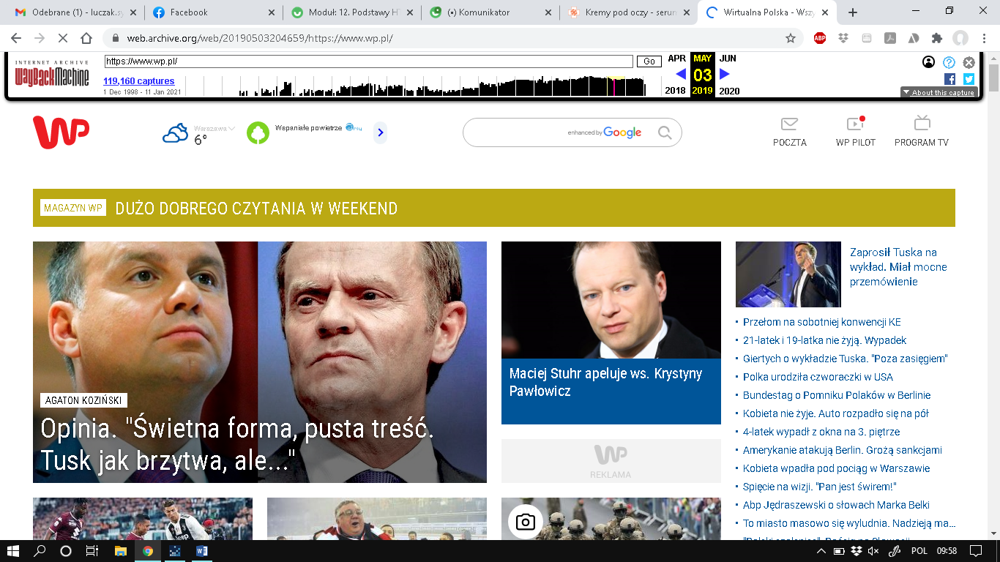 Odebrane (1) - luczak.sy
Facebook
Moduł: 12. Podstawy HT
(•) Komunikator
Kremy pod oczy - serun
Wirtualna Polska - Wszy
web.archive.org/web/20190503204659/https://www.wp.pl/
ABP
INTERNET ARCHIVE
WayBackMachine
https://www.wp.pl/
Go
119,160 captures
1 Dec 1998 - 11 Jan 2021
APR MAY JUN
03
2018 2019 2020
About this capture
WP
Warszawa
6°
Wspaniałe powietrze
enhanced by Google
POCZTA
WP PILOT
PROGRAM TV
MAGAZYN WP DUŻO DOBREGO CZYTANIA W WEEKEND
AGATON KOZIŃSKI
Opinia. "Świetna forma, pusta treść.
Tusk jak brzytwa, ale..."
Maciej Stuhr apeluje ws. Krystyny
Pawłowicz
WP
REKLAMA
Zaprosił Tuska na
wykład. Miał mocne
przemówienie
Przełom na sobotniej konwencji KE
21-latek i 19-latka nie żyją. Wypadek
Giertych o wykładzie Tuska. "Poza zasięgiem"
Polka urodziła czworaczki w USA
Bundestag o Pomniku Polaków w Berlinie
Kobieta nie żyje. Auto rozpadło się na pół
4-latek wypadł z okna na 3. piętrze
Amerykanie atakują Berlin. Grożą sankcjami
Kobieta wpadła pod pociąg w Warszawie
Spięcie na wizji. "Pan jest świrem!"
Abp Jędraszewski o słowach Marka Belki
To miasto masowo się wyludnia. Nadzieją ma...
POL
09:58